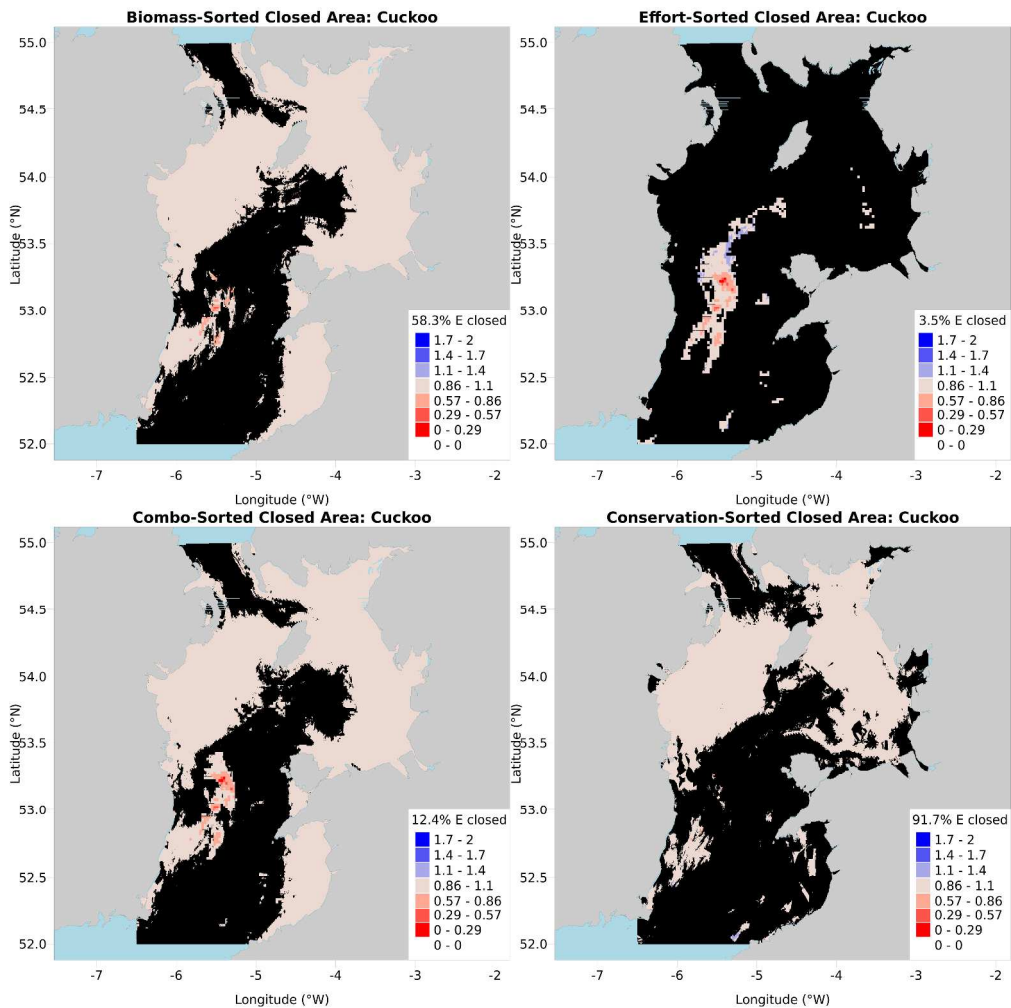 Biomass-Sorted Closed Area: Cuckoo
55.0
54.5
54.0
53.5
53.0
52.5
52.0
Latitude (°N)
58.3% E closed
1.7 - 2
1.4 - 1.7
1.1 - 1.4
0.86 - 1.1
0.57 - 0.86
0.29 - 0.57
0 - 0.29
0 - 0
-7 -6 -5 -4 -3 -2
Longitude (°W)
Effort-Sorted Closed Area: Cuckoo
55.0
54.5
54.0
53.5
53.0
52.5
52.0
Latitude (°N)
3.5% E closed
1.7 - 2
1.4 - 1.7
1.1 - 1.4
0.86 - 1.1
0.57 - 0.86
0.29 - 0.57
0 - 0.29
0 - 0
-7 -6 -5 -4 -3 -2
Longitude (°W)
Combo-Sorted Closed Area: Cuckoo
55.0
54.5
54.0
53.5
53.0
52.5
52.0
Latitude (°N)
12.4% E closed
1.7 - 2
1.4 - 1.7
1.1 - 1.4
0.86 - 1.1
0.57 - 0.86
0.29 - 0.57
0 - 0.29
0 - 0
-7 -6 -5 -4 -3 -2
Longitude (°W)
Conservation-Sorted Closed Area: Cuckoo
55.0
54.5
54.0
53.5
53.0
52.5
52.0
Latitude (°N)
91.7% E closed
1.7 - 2
1.4 - 1.7
1.1 - 1.4
0.86 - 1.1
0.57 - 0.86
0.29 - 0.57
0 - 0.29
0 - 0
-7 -6 -5 -4 -3 -2
Longitude (°W)